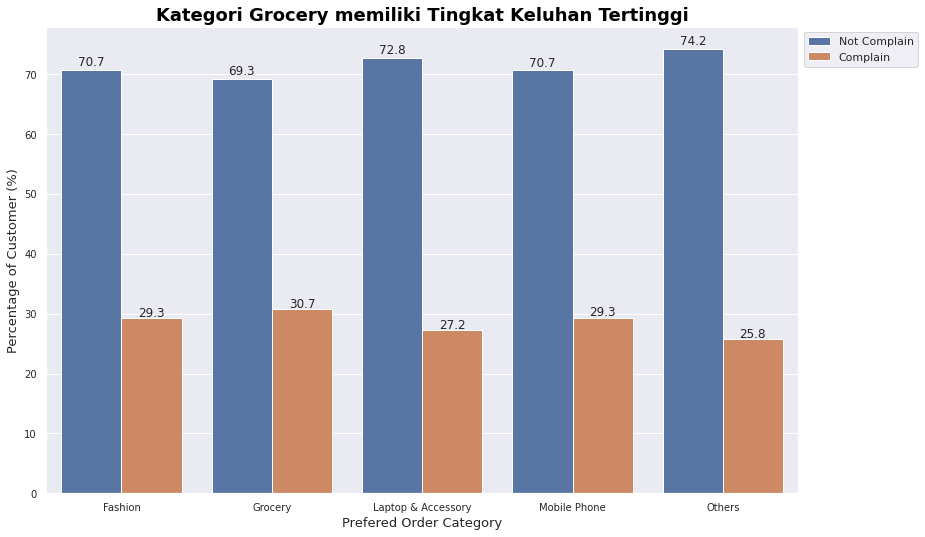 Kategori Grocery memiliki Tingkat Keluhan Tertinggi
Not Complain
Complain
Percentage of Customer (%)
70
60
50
40
30
20
10
0
70.7
29.3
69.3
30.7
72.8
27.2
70.7
29.3
74.2
25.8
Fashion
Grocery
Laptop & Accessory
Mobile Phone
Others
Prefered Order Category